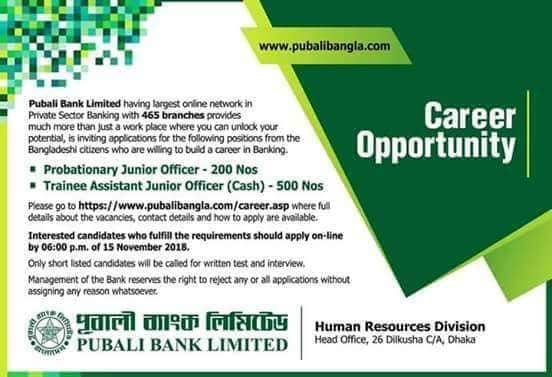 www.pubalibangla.com
Career
Opportunity
Pubali Bank Limited having largest online network in
Private Sector Banking with 465 branches provides
much more than just a work place where you can unlock your
potential, is inviting applications for the following positions from the
Bangladeshi citizens who are willing to build a career in Banking.
Probationary Junior Officer - 200 Nos
Trainee Assistant Junior Officer (Cash) - 500 Nos
Please go to https://www.pubalibangla.com/career.asp where full
details about the vacancies, contact details and how to apply are available.
Interested candidates who fulfill the requirements should apply on-line
by 06:00 p.m. of 15 November 2018.
Only short listed candidates will be called for written test and interview.
Management of the Bank reserves the right to reject any or all applications without
assigning any reason whatsoever.
পূবালী ব্যাংক লিমিটেড
PUBALI BANK LIMITED
Human Resources Division
Head Office, 26 Dilkusha C/A, Dhaka